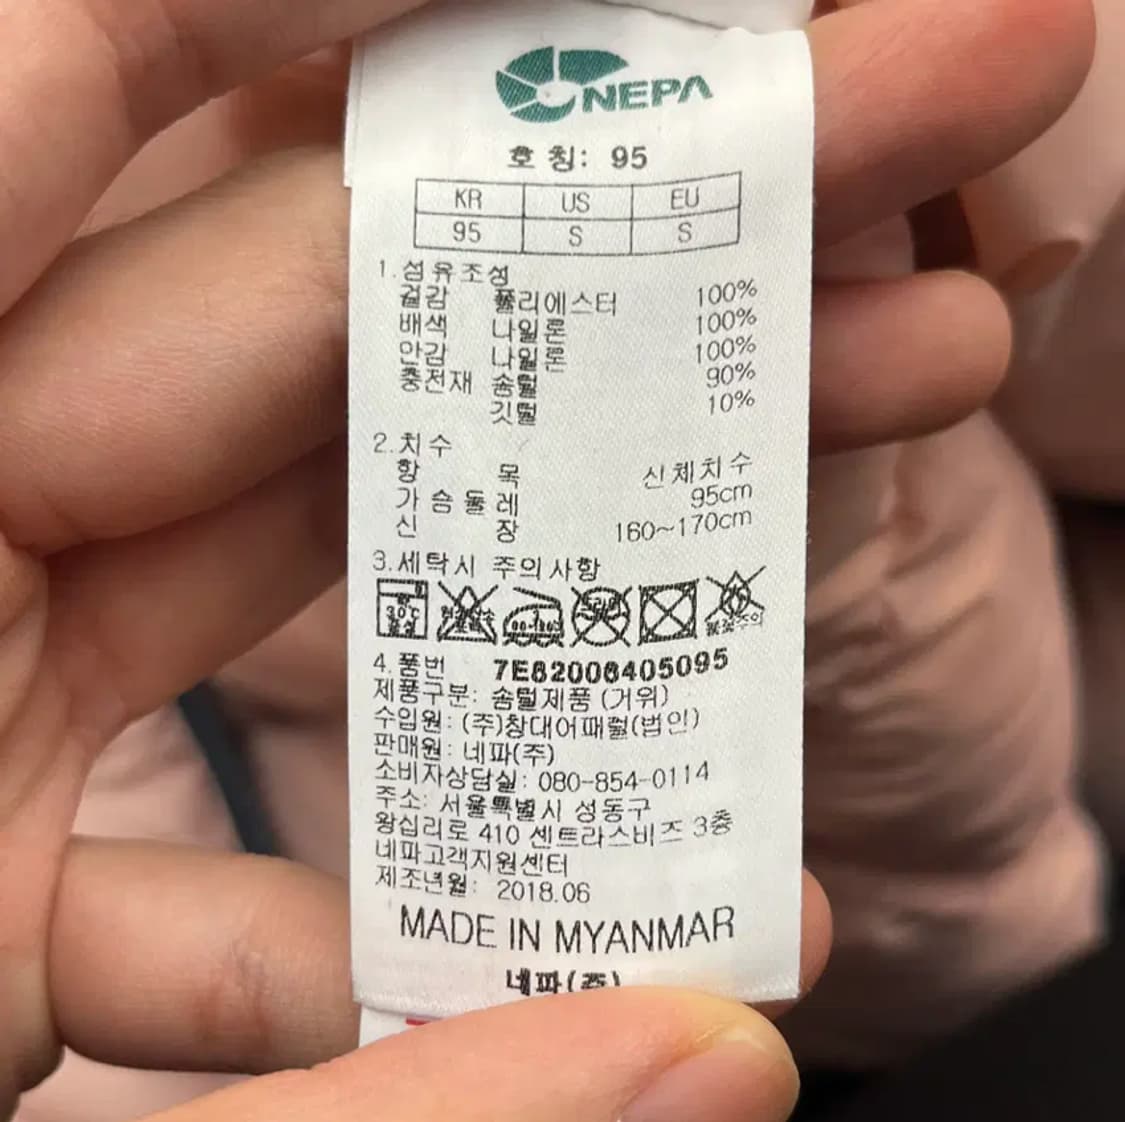 NEPA
호 칭: 95
KR US EU
95 S S
1.섬유조성
겉감 폴리에스터 100%
배색 나일론 100%
안감 나일론 100%
충전재 솜털 90%
깃털 10%
2.치수
항 목 신체치수
가슴둘레 95cm
신 장 160~170cm
3.세탁시 주의사항
30℃
4.품번 7E82006405095
제품구분: 솜털제품 (거위)
수입원: (주)창대어패럴(법인)
판매원: 네파(주)
소비자상담실: 080-854-0114
주소: 서울특별시 성동구
왕십리로 410 센트라스비즈 3층
네파고객지원센터
제조년월: 2018.06
MADE IN MYANMAR
네파(주)